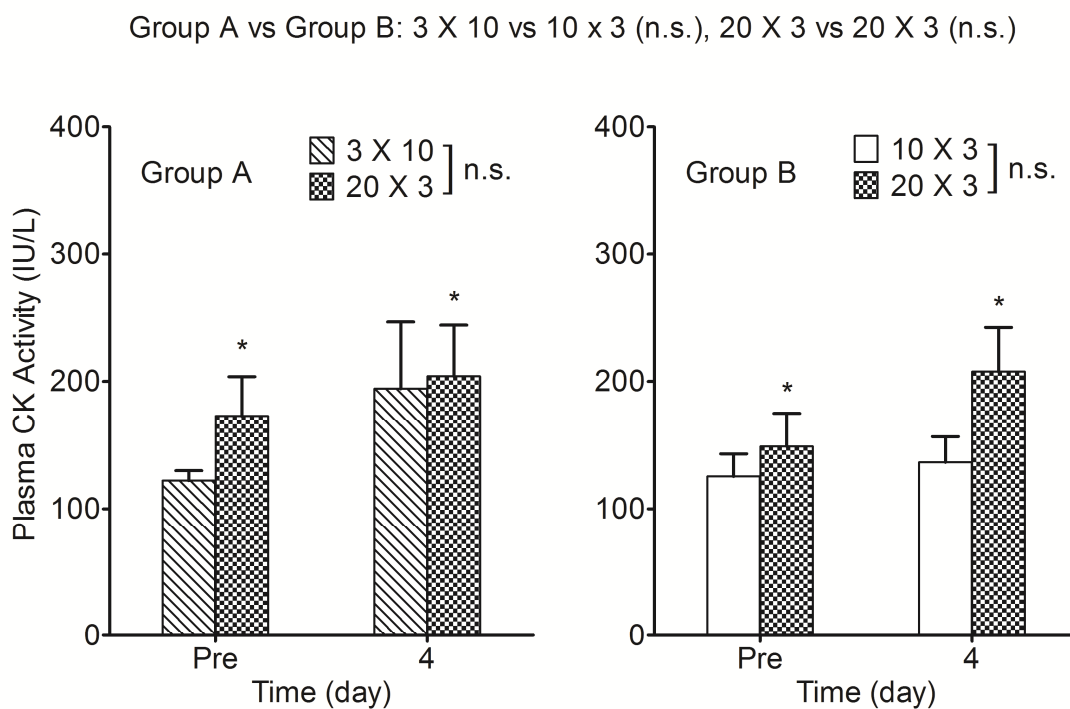 Group A vs Group B: 3 X 10 vs 10 x 3 (n.s.), 20 X 3 vs 20 X 3 (n.s.)
Plasma CK Activity (IU/L)
400
300
200
100
0
Group A
3 X 10
20 X 3
n.s.
*
*
Pre
4
Time (day)
400
300
200
100
0
Group B
10 X 3
20 X 3
n.s.
*
*
Pre
4
Time (day)